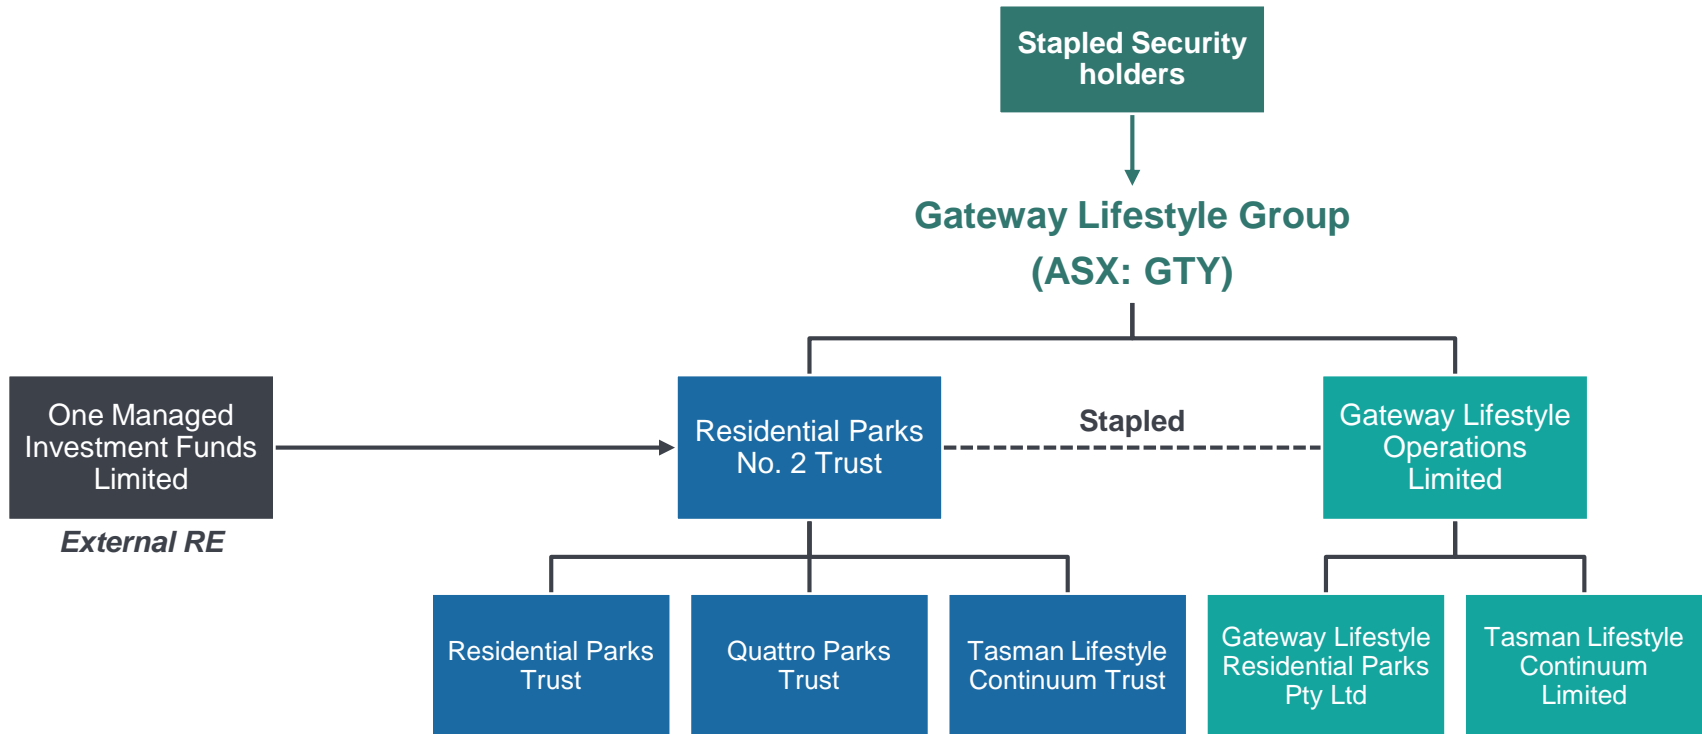 Stapled Security
holders
Gateway Lifestyle Group
(ASX: GTY)
One Managed
Investment Funds
Limited
External RE
Residential Parks
No. 2 Trust
Stapled
Gateway Lifestyle
Operations
Limited
Residential Parks
Trust
Quattro Parks
Trust
Tasman Lifestyle
Continuum Trust
Gateway Lifestyle
Residential Parks
Pty Ltd
Tasman Lifestyle
Continuum
Limited